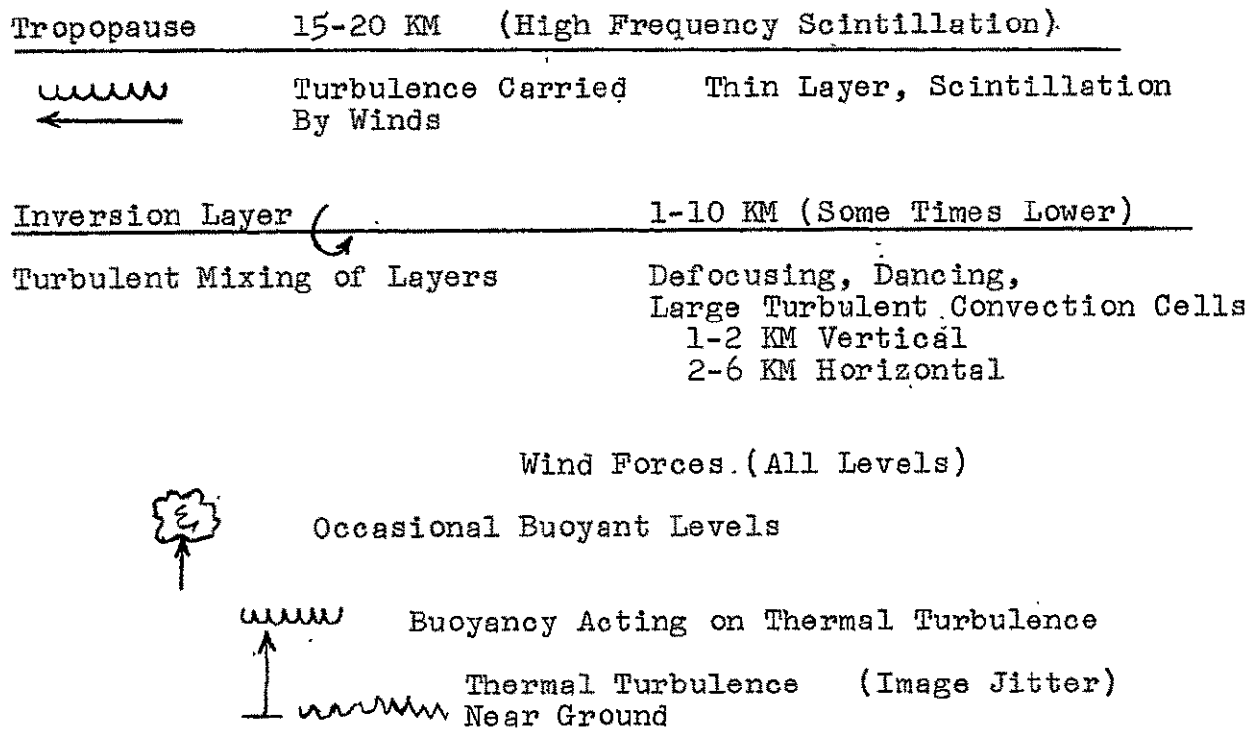 Tropopause 15-20 KM (High Frequency Scintillation)
Turbulence Carried Thin Layer, Scintillation
By Winds
Inversion Layer 1-10 KM (Some Times Lower)
Turbulent Mixing of Layers Defocusing, Dancing,
Large Turbulent Convection Cells
1-2 KM Vertical
2-6 KM Horizontal
Wind Forces (All Levels)
Occasional Buoyant Levels
Buoyancy Acting on Thermal Turbulence
Thermal Turbulence (Image Jitter)
Near Ground